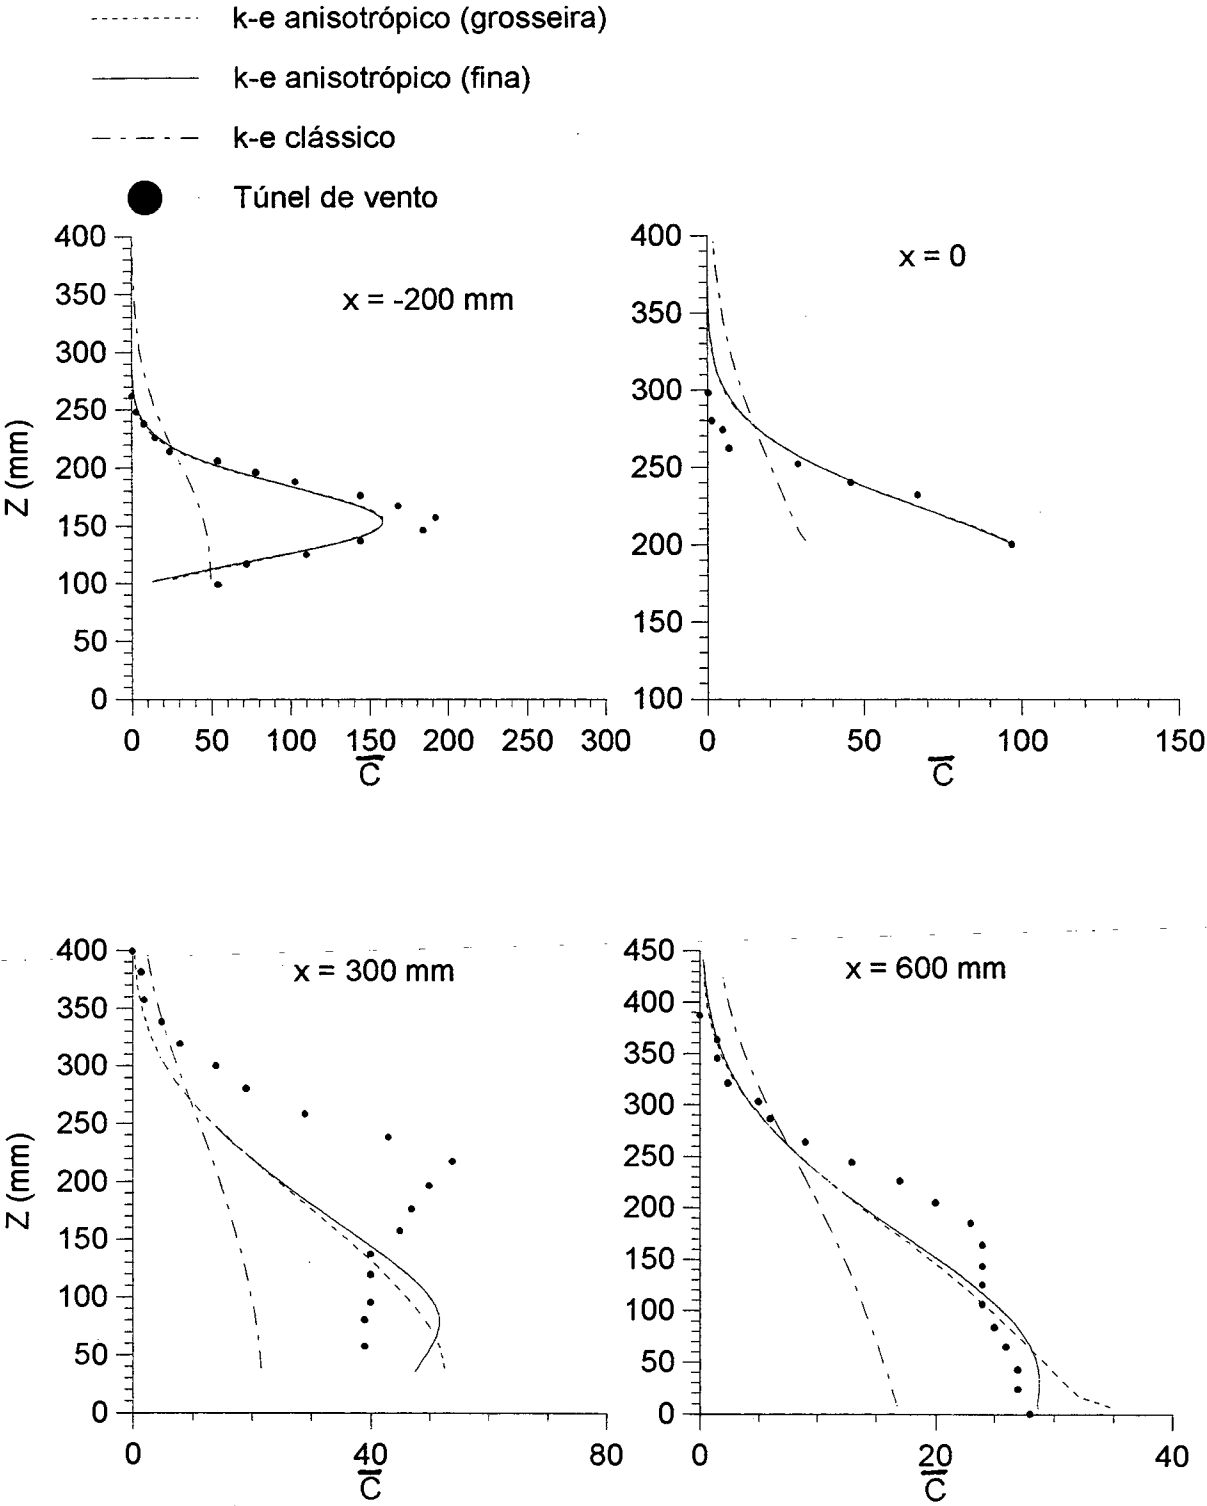 k-e anisotrópico (grosseira)
k-e anisotrópico (fina)
k-e clássico
Túnel de vento
x = -200 mm
400
350
300
250
200
150
100
50
0
Z (mm)
0 50 100 150 200 250 300
C̿
x = 0
400
350
300
250
200
150
100
0 50 100 150
C̿
x = 300 mm
400
350
300
250
200
150
100
50
0
Z (mm)
0 40 80
C̿
x = 600 mm
450
400
350
300
250
200
150
100
50
0
0 20 40
C̿